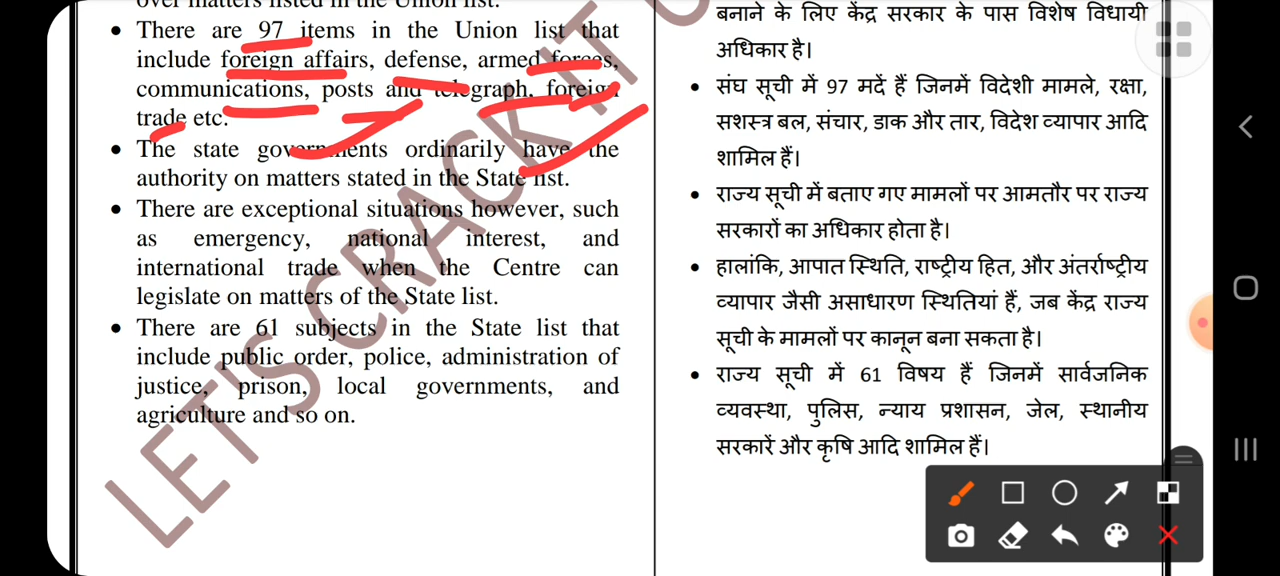 over matters listed in the Union list.
• There are 97 items in the Union list that
include foreign affairs, defense, armed forces,
communications, posts and telegraph, foreign
trade etc.
• The state governments ordinarily have the
authority on matters stated in the State list.
• There are exceptional situations however, such
as emergency, national interest, and
international trade when the Centre can
legislate on matters of the State list.
• There are 61 subjects in the State list that
include public order, police, administration of
justice, prison, local governments, and
agriculture and so on.
बनाने के लिए केंद्र सरकार के पास विशेष विधायी
अधिकार है।
• संघ सूची में 97 मदें हैं जिनमें विदेशी मामले, रक्षा,
सशस्त्र बल, संचार, डाक और तार, विदेश व्यापार आदि
शामिल हैं।
• राज्य सूची में बताए गए मामलों पर आमतौर पर राज्य
सरकारों का अधिकार होता है।
• हालांकि, आपात स्थिति, राष्ट्रीय हित, और अंतर्राष्ट्रीय
व्यापार जैसी असाधारण स्थितियां हैं, जब केंद्र राज्य
सूची के मामलों पर कानून बना सकता है।
• राज्य सूची में 61 विषय हैं जिनमें सार्वजनिक
व्यवस्था, पुलिस, न्याय प्रशासन, जेल, स्थानीय
सरकारें और कृषि आदि शामिल हैं।
LET'S CRACK IT